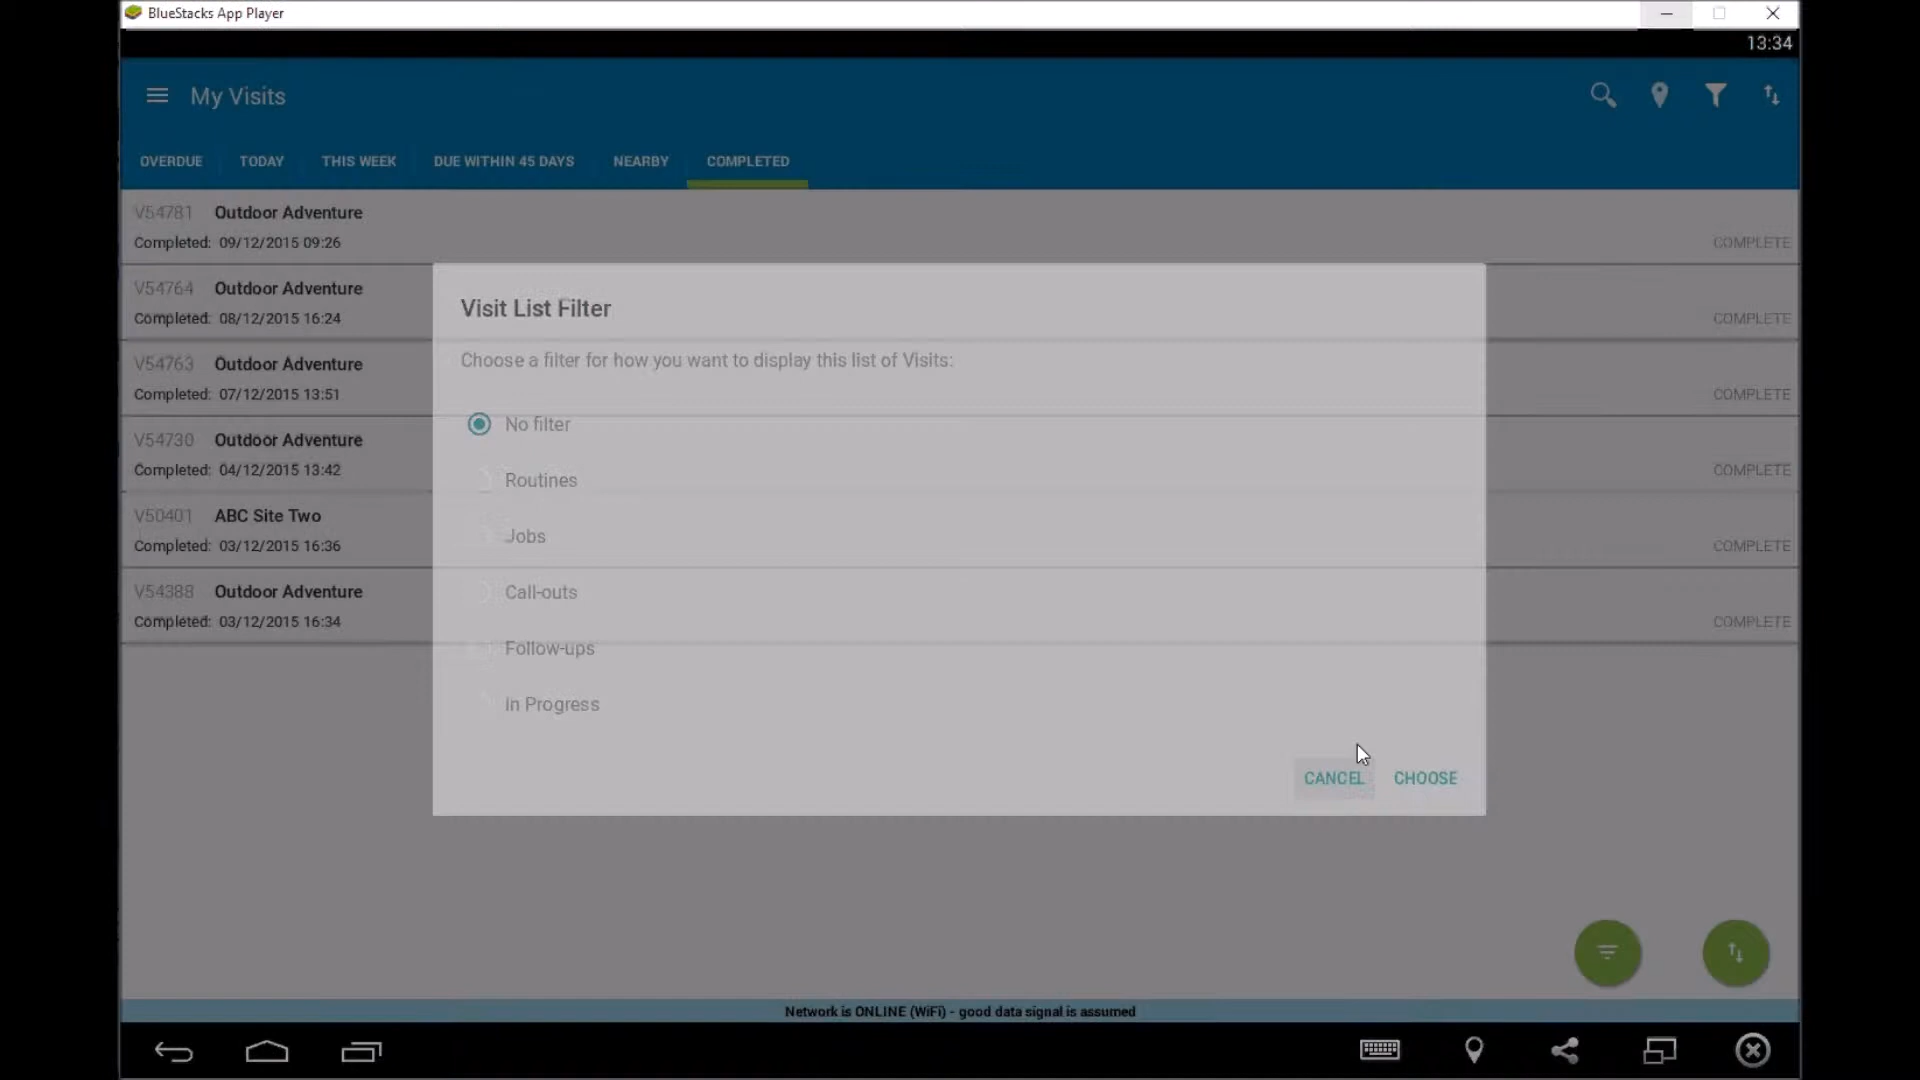 BlueStacks App Player
13:34
My Visits
OVERDUE TODAY THIS WEEK DUE WITHIN 45 DAYS NEARBY COMPLETED
V54781 Outdoor Adventure
Completed: 09/12/2015 09:26 COMPLETE
V54764 Outdoor Adventure
Completed: 08/12/2015 16:24 COMPLETE
V54763 Outdoor Adventure
Completed: 07/12/2015 13:51 COMPLETE
V54730 Outdoor Adventure
Completed: 04/12/2015 13:42 COMPLETE
V50401 ABC Site Two
Completed: 03/12/2015 16:36 COMPLETE
V54388 Outdoor Adventure
Completed: 03/12/2015 16:34 COMPLETE
Visit List Filter
Choose a filter for how you want to display this list of Visits:
No filter
Routines
Jobs
Call-outs
Follow-ups
In Progress
CANCEL CHOOSE
Network is ONLINE (WiFi) - good data signal is assumed